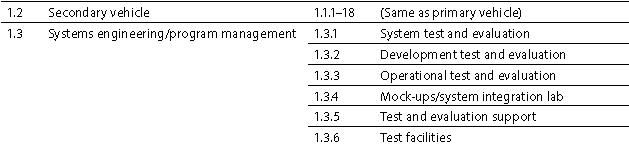 1.2 Secondary vehicle 1.1.1–18 (Same as primary vehicle)
1.3 Systems engineering/program management 1.3.1 System test and evaluation
1.3.2 Development test and evaluation
1.3.3 Operational test and evaluation
1.3.4 Mock-ups/system integration lab
1.3.5 Test and evaluation support
1.3.6 Test facilities